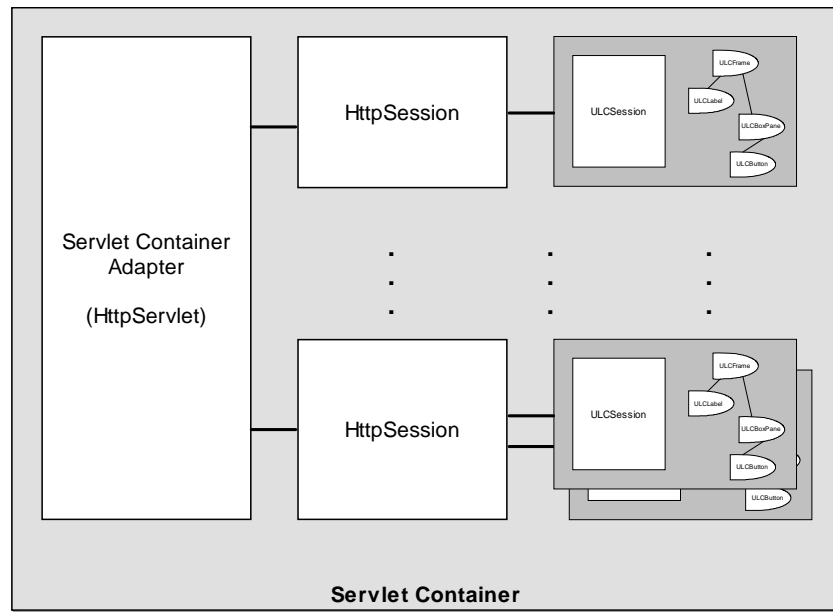 HttpSession
ULCSession
ULCFrame
ULCLabel
ULCBoxPane
ULCButton
Servlet Container
Adapter
(HttpServlet)
HttpSession
ULCSession
ULCFrame
ULCLabel
ULCBoxPane
ULCButton
ULCButton
Servlet Container